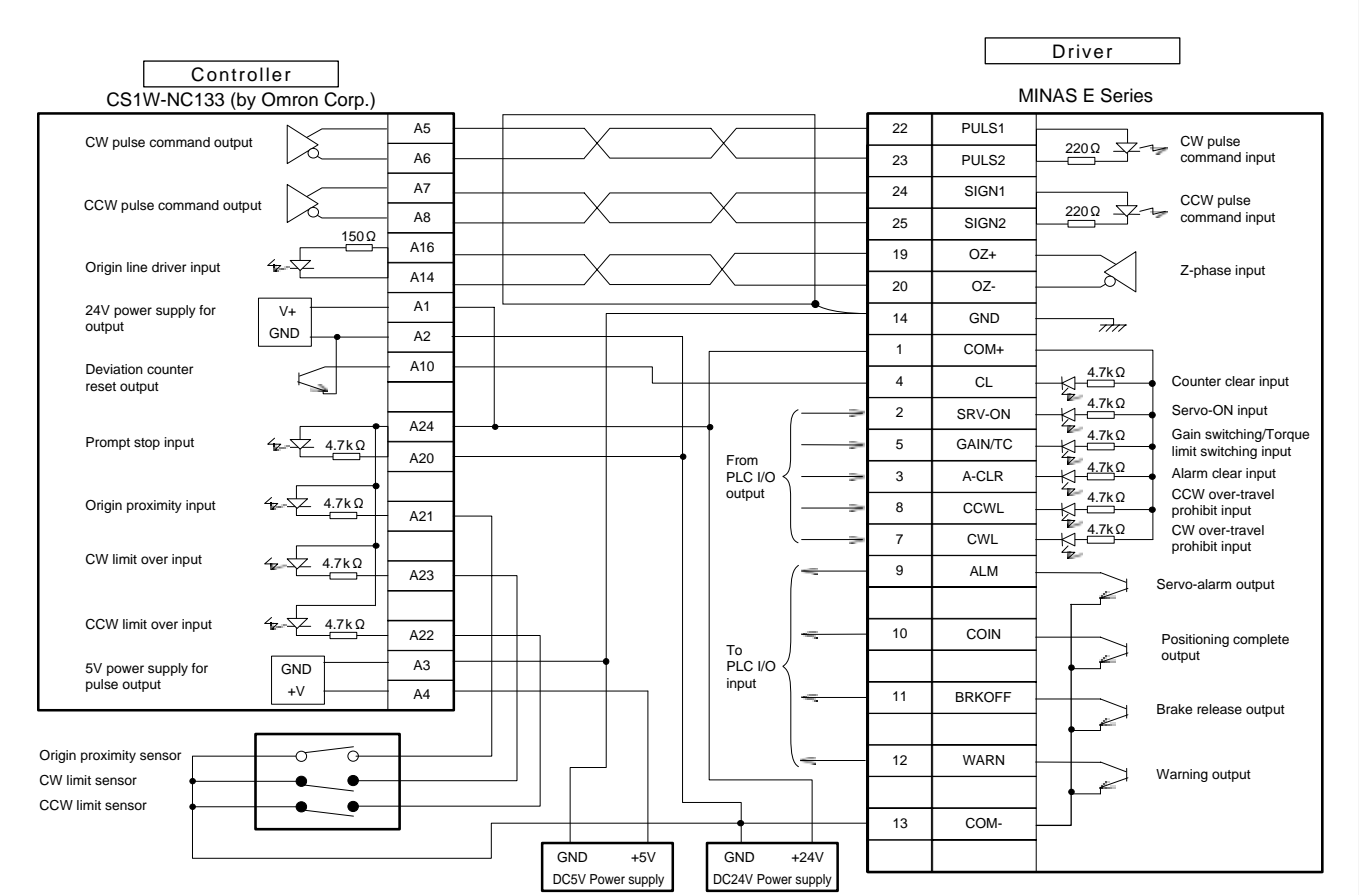 Controller
CS1W-NC133 (by Omron Corp.)
Driver
MINAS E Series
CW pulse command output
A5
A6
CCW pulse command output
A7
A8
150Ω
A16
Origin line driver input
A14
24V power supply for
output
V+
GND
A1
A2
Deviation counter
reset output
A10
Prompt stop input
A24
4.7kΩ
A20
Origin proximity input
4.7kΩ
A21
CW limit over input
4.7kΩ
A23
CCW limit over input
4.7kΩ
A22
5V power supply for
pulse output
GND
+V
A3
A4
Origin proximity sensor
CW limit sensor
CCW limit sensor
GND +5V
DC5V Power supply
GND +24V
DC24V Power supply
From
PLC I/O
output
To
PLC I/O
input
22 PULS1
23 PULS2
220Ω
CW pulse
command input
24 SIGN1
25 SIGN2
220Ω
CCW pulse
command input
19 OZ+
20 OZ-
Z-phase input
14 GND
1 COM+
4 CL
4.7kΩ
Counter clear input
2 SRV-ON
4.7kΩ
Servo-ON input
5 GAIN/TC
4.7kΩ
Gain switching/Torque
limit switching input
3 A-CLR
4.7kΩ
Alarm clear input
8 CCWL
4.7kΩ
CCW over-travel
prohibit input
7 CWL
4.7kΩ
CW over-travel
prohibit input
9 ALM
Servo-alarm output
10 COIN
Positioning complete
output
11 BRKOFF
Brake release output
12 WARN
Warning output
13 COM-